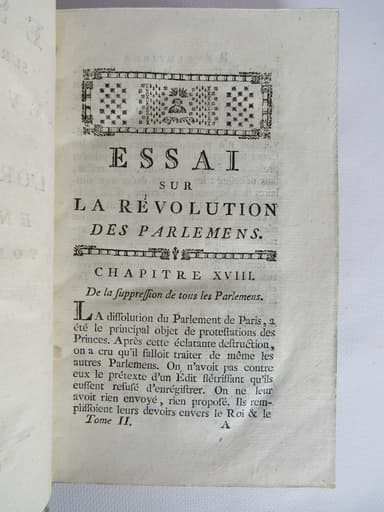 ESSAI
SUR
LA RÉVOLUTION
DES PARLEMENS.
CHAPITRE XVIII.
De la suppression de tous les Parlemens.
LA dissolution du Parlement de Paris, a
été le principal objet de protestations des
Princes. Après cette éclatante destruction,
on a cru qu'il falloit traiter de même les
autres Parlemens. On n'avoit pas contre
eux le prétexte d'un Édit flétrissant qu'ils
eussent refusé d'enrégistrer. On ne leur
avoit rien envoyé, rien proposé. Ils rem-
plissoient leurs devoirs envers le Roi & le
Tome II. A